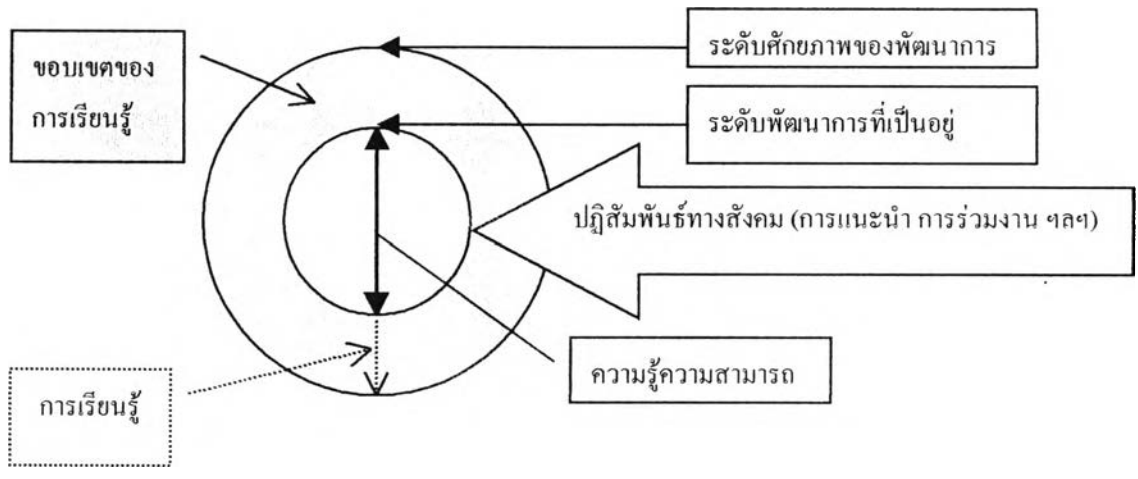 ขอบเขตของ
การเรียนรู้
ระดับศักยภาพของพัฒนาการ
ระดับพัฒนาการที่เป็นอยู่
ปฏิสัมพันธ์ทางสังคม (การแนะนำ การร่วมงาน ฯลฯ)
ความรู้ความสามารถ
การเรียนรู้